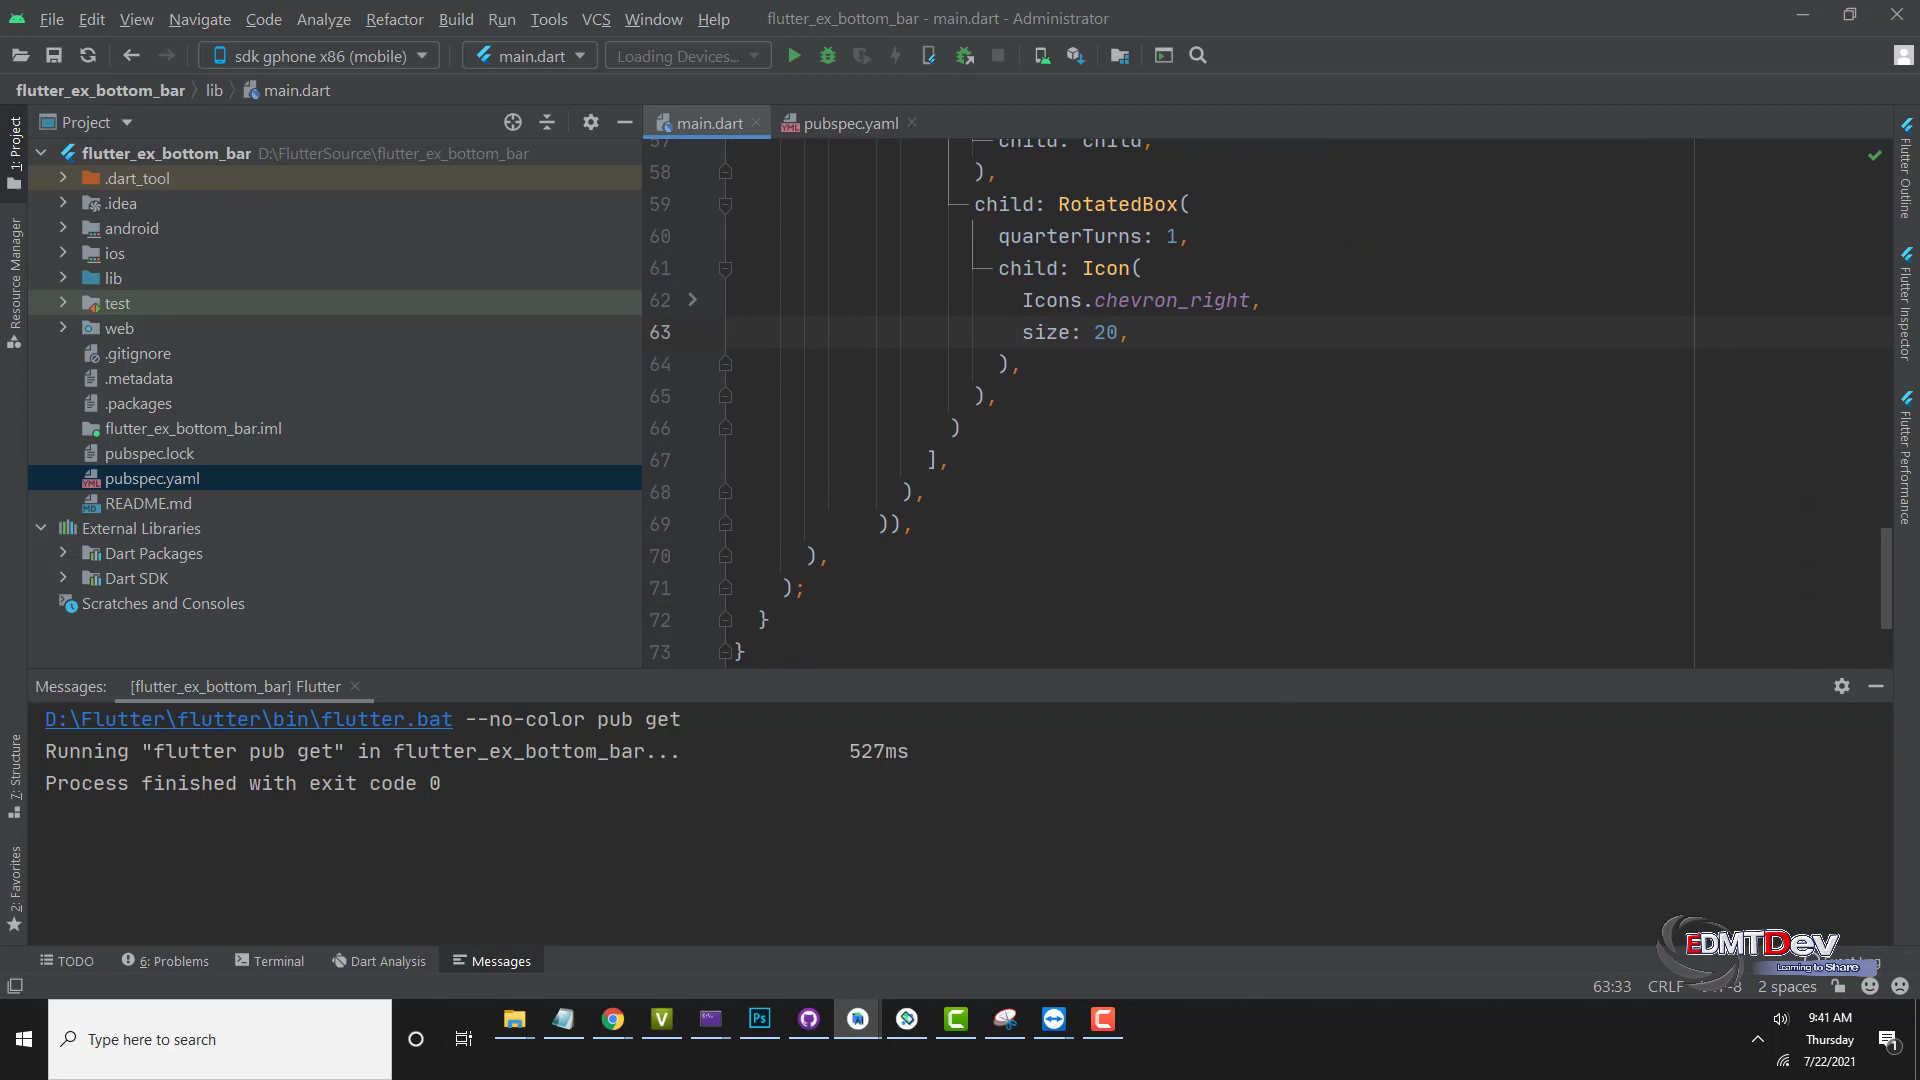 File Edit View Navigate Code Analyze Refactor Build Run Tools VCS Window Help flutter_ex_bottom_bar - main.dart - Administrator
sdk gphone x86 (mobile) main.dart Loading Devices...
flutter_ex_bottom_bar lib main.dart
Project
main.dart
pubspec.yaml
1: Project
Resource Manager
7: Structure
2: Favorites
flutter_ex_bottom_bar D:\FlutterSource\flutter_ex_bottom_bar
.dart_tool
.idea
android
ios
lib
test
web
.gitignore
.metadata
.packages
flutter_ex_bottom_bar.iml
pubspec.lock
pubspec.yaml
README.md
External Libraries
Dart Packages
Dart SDK
Scratches and Consoles
57 child: child,
58 ),
59 child: RotatedBox(
60 quarterTurns: 1,
61 child: Icon(
62 Icons.chevron_right,
63 size: 20,
64 ),
65 ),
66 )
67 ],
68 ),
69 )),
70 ),
71 );
72 }
73 }
Flutter Outline
Flutter Inspector
Flutter Performance
Messages: [flutter_ex_bottom_bar] Flutter
D:\Flutter\flutter\bin\flutter.bat --no-color pub get
Running "flutter pub get" in flutter_ex_bottom_bar... 527ms
Process finished with exit code 0
EDMTDev
Learning to Share
TODO 6: Problems Terminal Dart Analysis Messages
63:33 CRLF 2 spaces
Type here to search
V
Ps
9:41 AM
Thursday
7/22/2021
1